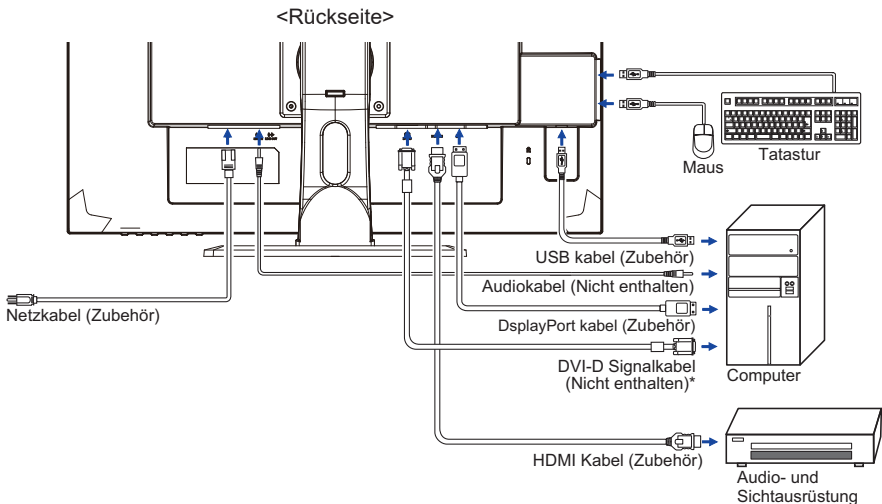 <Rückseite>
Maus
Tatastur
USB kabel (Zubehör)
Audiokabel (Nicht enthalten)
Netzkabel (Zubehör)
DsplayPort kabel (Zubehör)
DVI-D Signalkabel
(Nicht enthalten)*
Computer
HDMI Kabel (Zubehör)
Audio- und
Sichtausrüstung